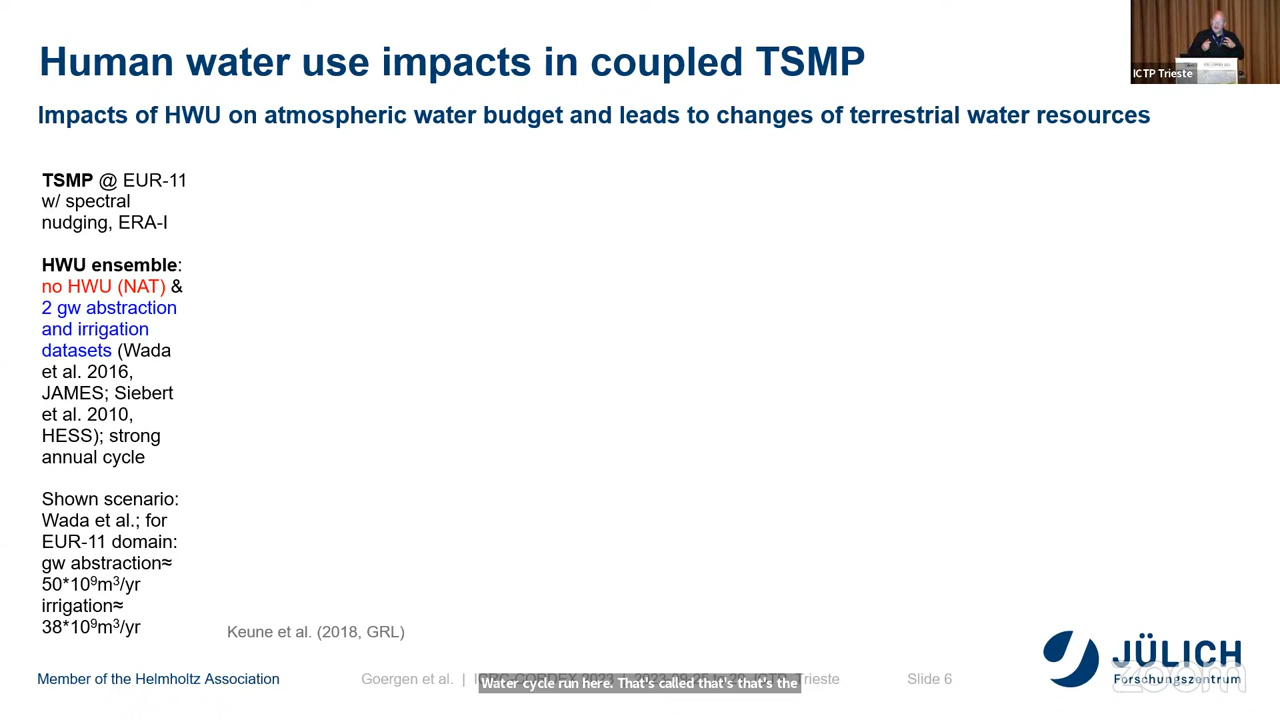 Human water use impacts in coupled TSMP
ICTP Trieste
Impacts of HWU on atmospheric water budget and leads to changes of terrestrial water resources
TSMP @ EUR-11
w/ spectral
nudging, ERA-I
HWU ensemble:
no HWU (NAT) &
2 gw abstraction
and irrigation
datasets (Wada
et al. 2016,
JAMES; Siebert
et al. 2010,
HESS); strong
annual cycle
Shown scenario:
Wada et al.; for
EUR-11 domain:
gw abstraction≈
50*10⁹m³/yr
irrigation≈
38*10⁹m³/yr
Keune et al. (2018, GRL)
JÜLICH
Forschungszentrum
zoom
Member of the Helmholtz Association
Goergen et al. | ICTP, Trieste
Slide 6
Water cycle run here. That's called that's that's the